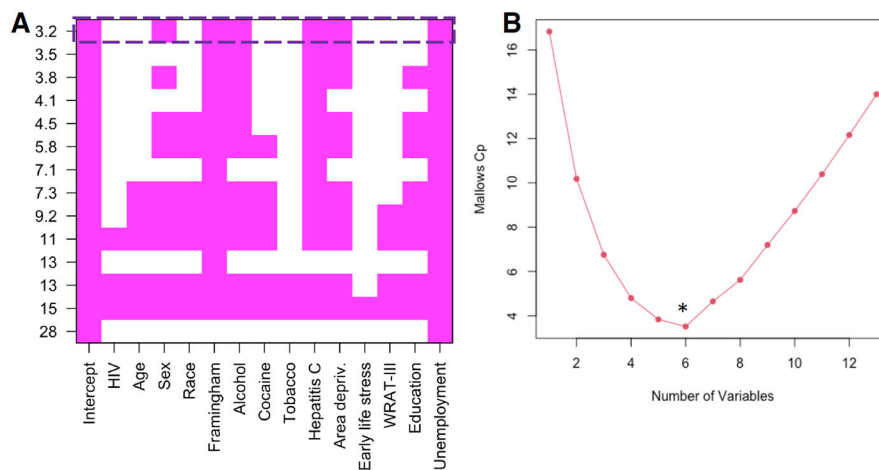 A
3.2
3.5
3.8
4.1
4.5
5.8
7.1
7.3
9.2
11
13
13
15
28
Intercept
HIV
Age
Sex
Race
Framingham
Alcohol
Cocaine
Tobacco
Hepatitis C
Area depriv.
Early life stress
WRAT-III
Education
Unemployment
B
Mallows Cp
16
14
12
10
8
6
4
*
2 4 6 8 10 12
Number of Variables